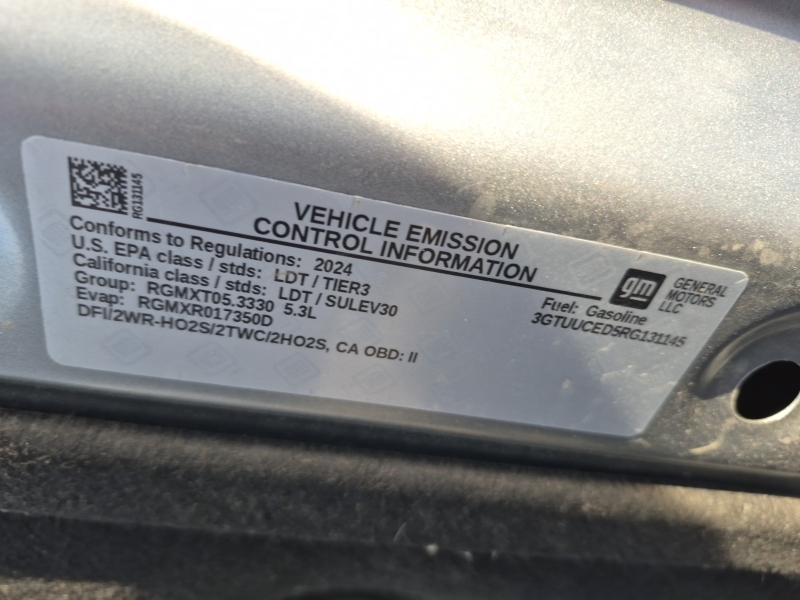 RG131145
VEHICLE EMISSION
CONTROL INFORMATION
Conforms to Regulations: 2024
U.S. EPA class / stds: LDT / TIER3
California class / stds: LDT / SULEV30
Group: RGMXT05.3330 5.3L
Evap: RGMXR017350D
DFI/2WR-HO2S/2TWC/2HO2S, CA OBD: II
gm
GENERAL
MOTORS
LLC
Fuel: Gasoline
3GTUUCED5RG131145